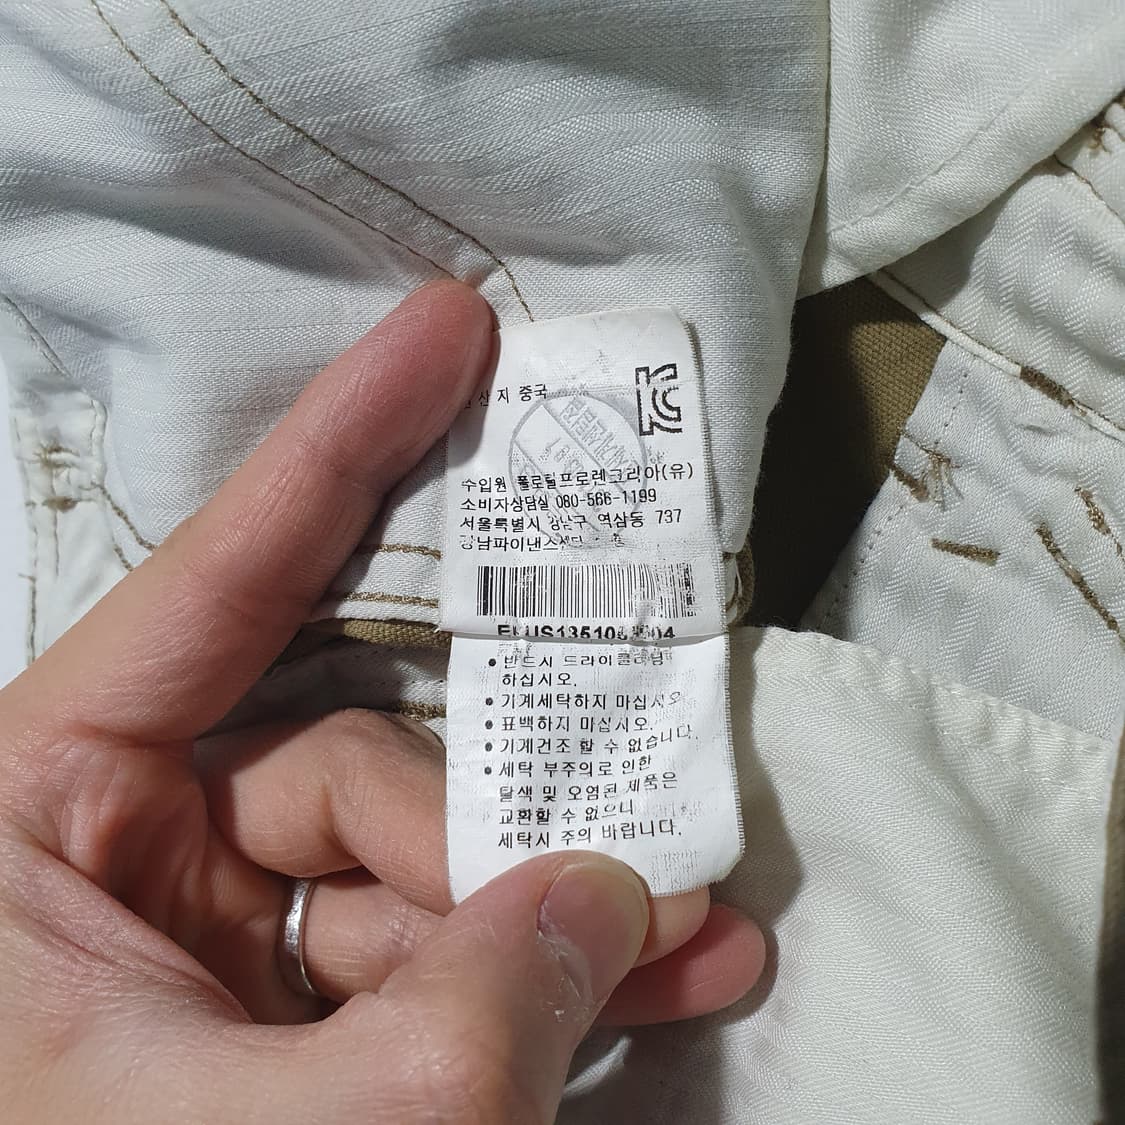 산지 중국
KC
수입원 폴로랄프로렌코리아(유)
소비자상담실 080-566-1199
서울특별시 강남구 역삼동 737
강남파이낸스센터
• 반드시 드라이클리닝
하십시오.
• 기계세탁하지 마십시오
• 표백하지 마십시오.
• 기계건조 할 수 없습니다.
• 세탁 부주의로 인한
탈색 및 오염된 제품은
교환할 수 없으니
세탁시 주의 바랍니다.